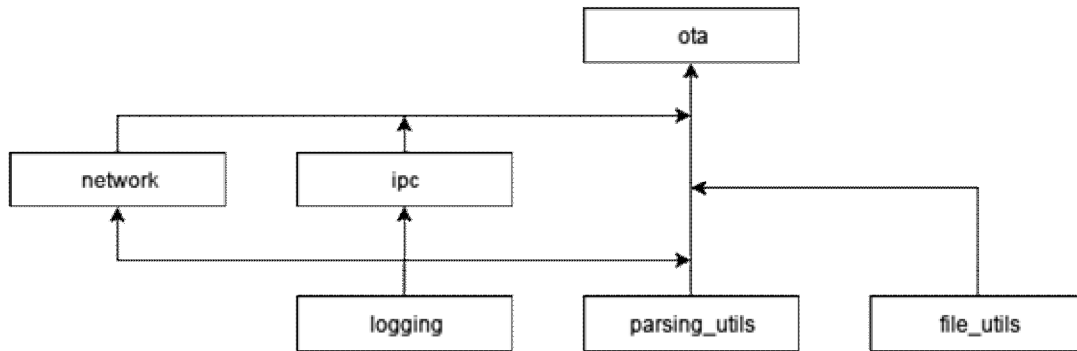 ota
network
ipc
logging
parsing_utils
file_utils